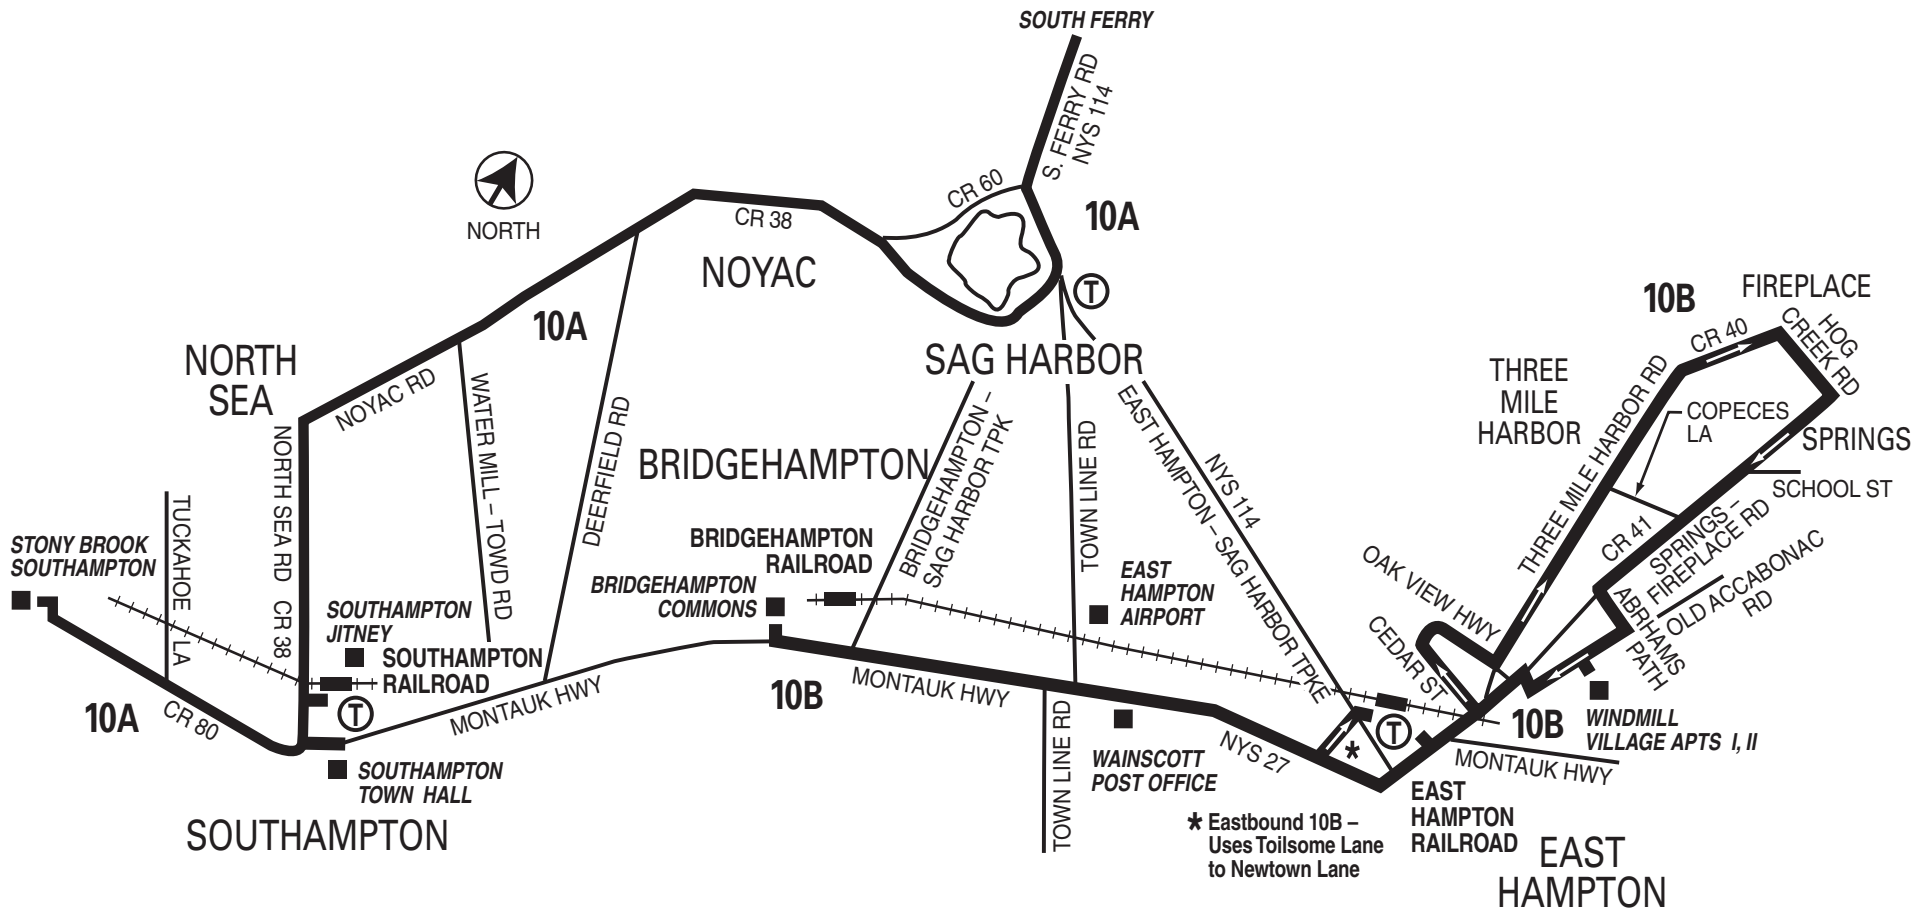 SOUTH FERRY
S. FERRY RD
NYS 114
CR 60
10A
NORTH
CR 38
NOYAC
T
10A
SAG HARBOR
NORTH
SEA
NOYAC RD
WATER MILL – TOWD RD
DEERFIELD RD
NORTH SEA RD CR 38
TUCKAHOE LA
STONY BROOK
SOUTHAMPTON
SOUTHAMPTON
JITNEY
SOUTHAMPTON
RAILROAD
T
10A
CR 80
MONTAUK HWY
SOUTHAMPTON
TOWN HALL
SOUTHAMPTON
BRIDGEHAMPTON
BRIDGEHAMPTON
RAILROAD
BRIDGEHAMPTON
COMMONS
BRIDGEHAMPTON –
SAG HARBOR TPK
TOWN LINE RD
EAST HAMPTON – SAG HARBOR TPKE
NYS 114
EAST
HAMPTON
AIRPORT
10B
MONTAUK HWY
TOWN LINE RD
WAINSCOTT
POST OFFICE
NYS 27
*
T
* Eastbound 10B –
Uses Toilsome Lane
to Newtown Lane
EAST
HAMPTON
RAILROAD
EAST
HAMPTON
MONTAUK HWY
10B
WINDMILL
VILLAGE APTS I, II
CEDAR ST
OAK VIEW HWY
THREE MILE HARBOR RD
THREE
MILE
HARBOR
10B
FIREPLACE
CR 40
HOG
CREEK RD
COPECES
LA
SPRINGS
SCHOOL ST
CR 41
SPRINGS –
FIREPLACE RD
OLD ACCABONAC
RD
ABRHAMS
PATH